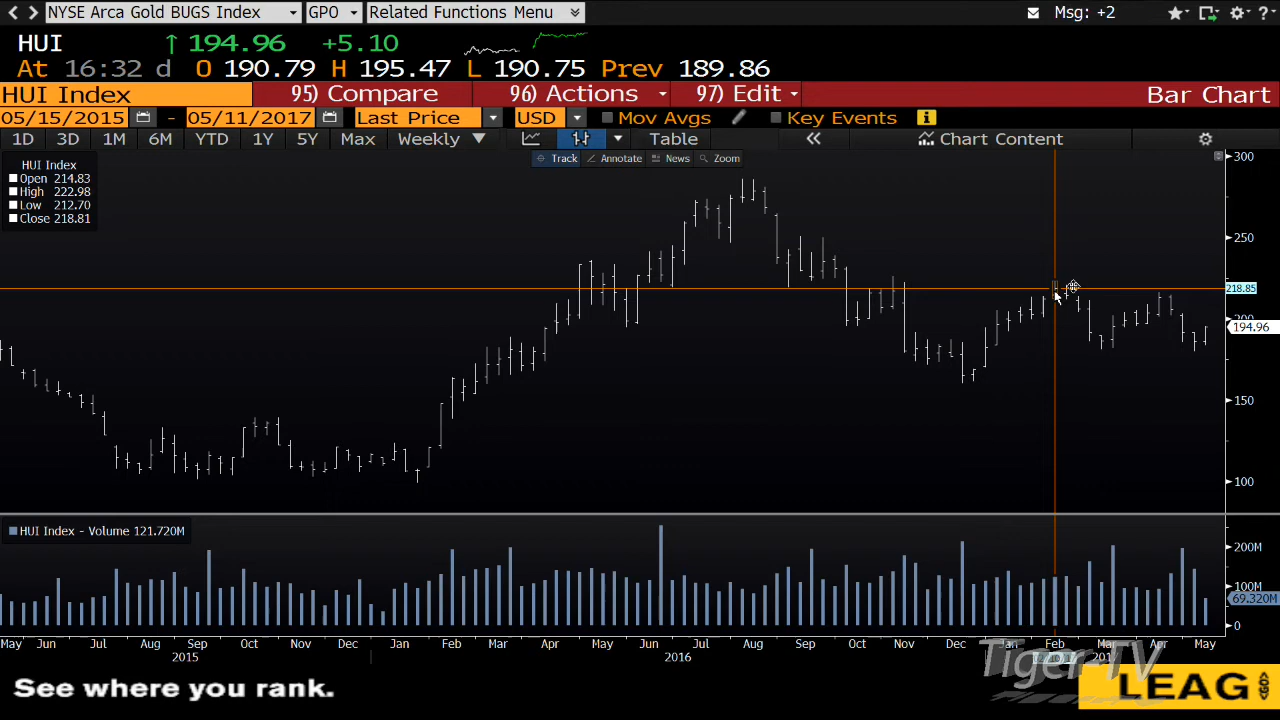 NYSE Arca Gold BUGS Index GPO Related Functions Menu Msg: +2 ?
HUI ↑ 194.96 +5.10
At 16:32 d O 190.79 H 195.47 L 190.75 Prev 189.86
HUI Index 95) Compare 96) Actions 97) Edit Bar Chart
05/15/2015 - 05/11/2017 Last Price USD Mov Avgs Key Events i
1D 3D 1M 6M YTD 1Y 5Y Max Weekly Table « Chart Content
Track Annotate News Zoom
HUI Index
Open 214.83
High 222.98
Low 212.70
Close 218.81
300
250
218.85
200
194.96
150
100
HUI Index - Volume 121.720M
200M
100M
69.320M
0
May Jun Jul Aug Sep Oct Nov Dec Jan Feb Mar Apr May Jun Jul Aug Sep Oct Nov Dec Jan Feb Mar Apr May
2015 2016
Tiger-TV
See where you rank. LEAG